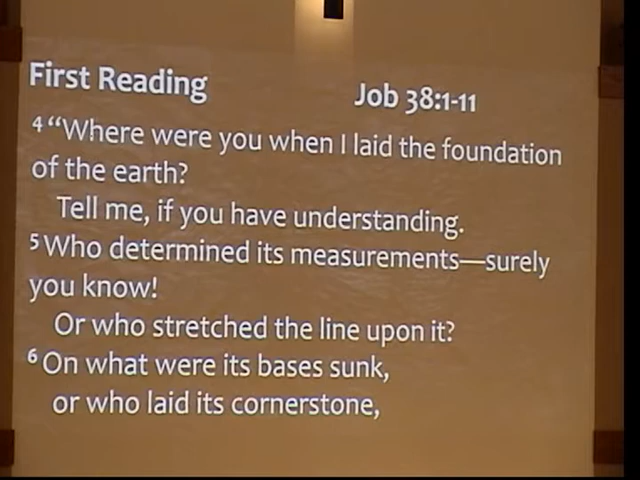 First Reading Job 38:1-11
4 “Where were you when I laid the foundation
of the earth?
Tell me, if you have understanding.
5 Who determined its measurements—surely
you know!
Or who stretched the line upon it?
6 On what were its bases sunk,
or who laid its cornerstone,